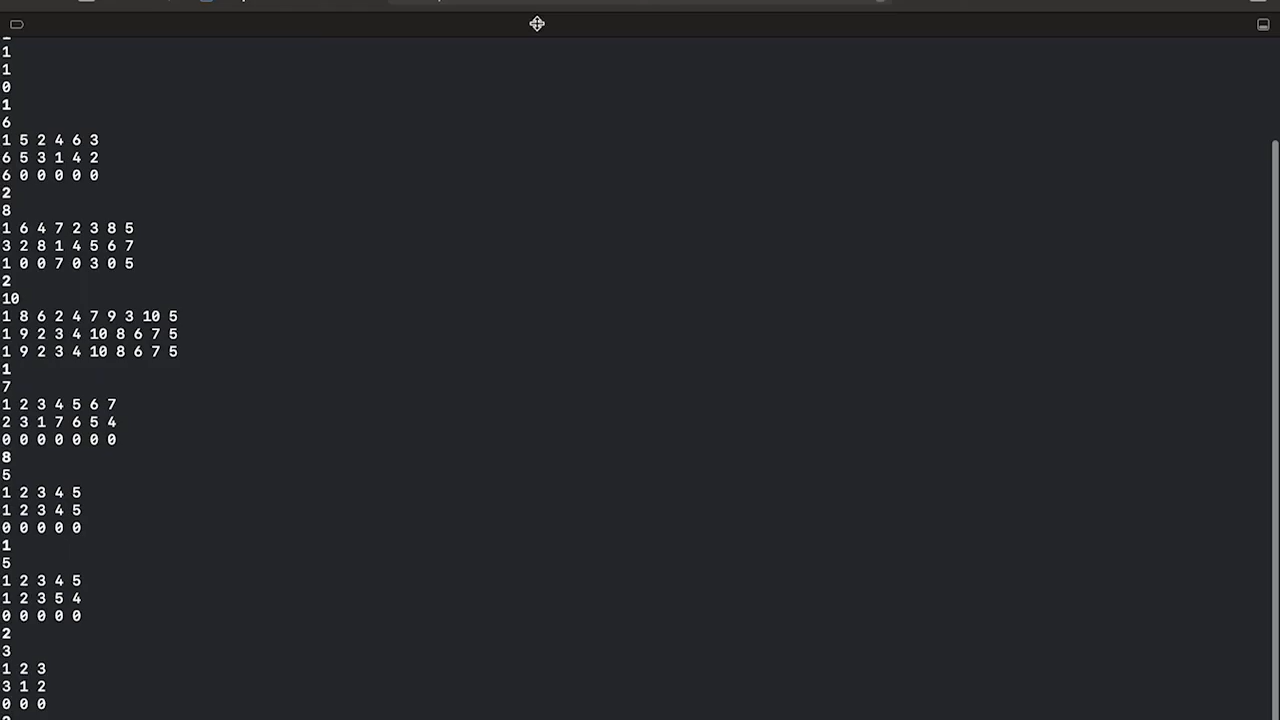 1
1
0
1
6
1 5 2 4 6 3
6 5 3 1 4 2
6 0 0 0 0 0
2
8
1 6 4 7 2 3 8 5
3 2 8 1 4 5 6 7
1 0 0 7 0 3 0 5
2
10
1 8 6 2 4 7 9 3 10 5
1 9 2 3 4 10 8 6 7 5
1 9 2 3 4 10 8 6 7 5
1
7
1 2 3 4 5 6 7
2 3 1 7 6 5 4
0 0 0 0 0 0 0
8
5
1 2 3 4 5
1 2 3 4 5
0 0 0 0 0
1
5
1 2 3 4 5
1 2 3 5 4
0 0 0 0 0
2
3
1 2 3
3 1 2
0 0 0